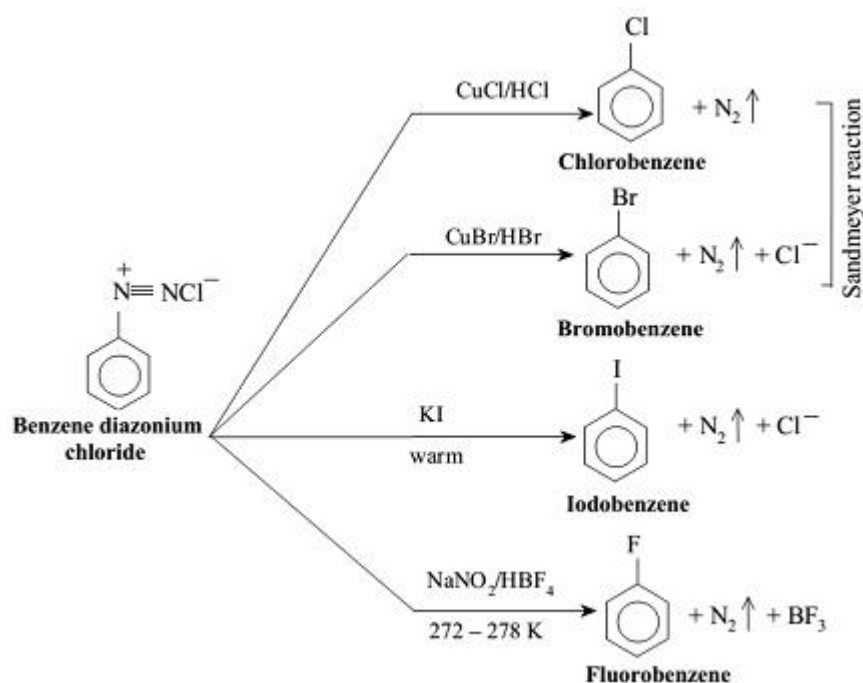 Cl
CuCl/HCl
+ N₂ ↑
Chlorobenzene
Br
CuBr/HBr
+ N₂ ↑ + Cl⁻
Bromobenzene
Sandmeyer reaction
+
N≡NCl⁻
Benzene diazonium
chloride
I
KI
warm
+ N₂ ↑ + Cl⁻
Iodobenzene
F
NaNO₂/HBF₄
272 – 278 K
+ N₂ ↑ + BF₃
Fluorobenzene